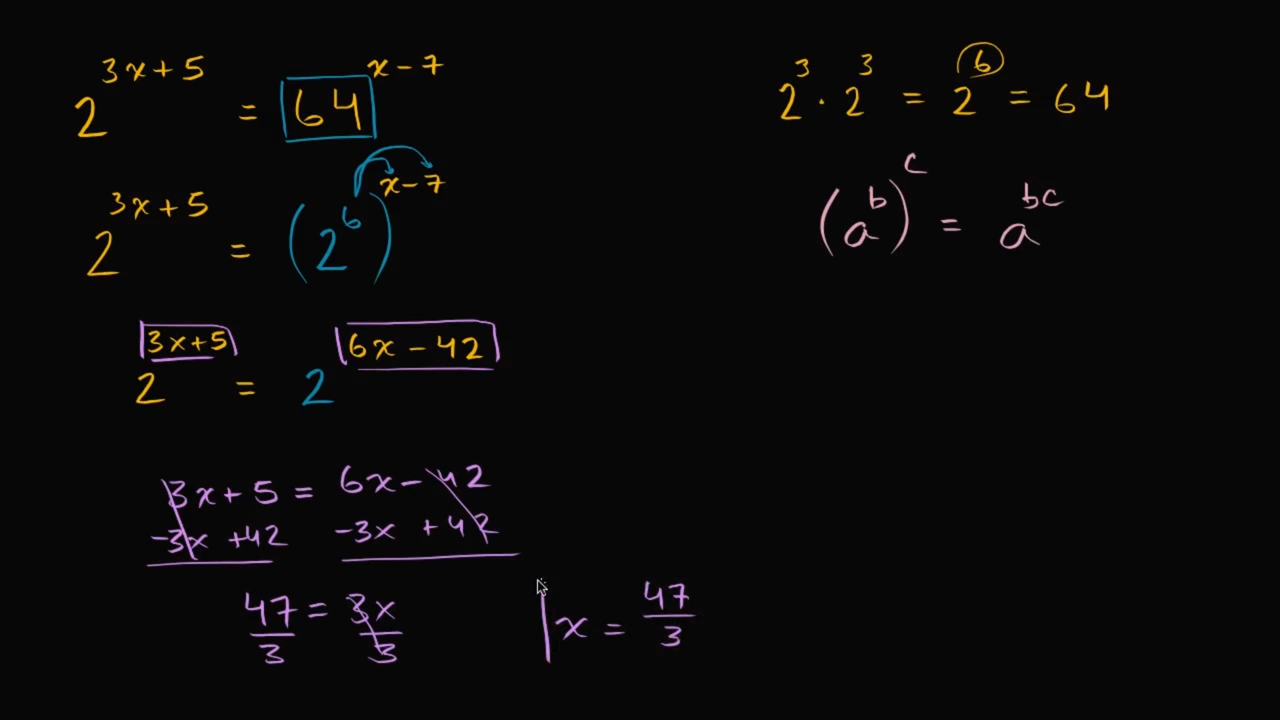 2^{3x+5} = 64^{x-7}
2^{3x+5} = (2^6)^{x-7}
2^{3x+5} = 2^{6x-42}
3x+5 = 6x-42
-3x +42 -3x +42
47 = 3x
3 3
x = 47/3
2^3 · 2^3 = 2^6 = 64
(a^b)^c = a^{bc}